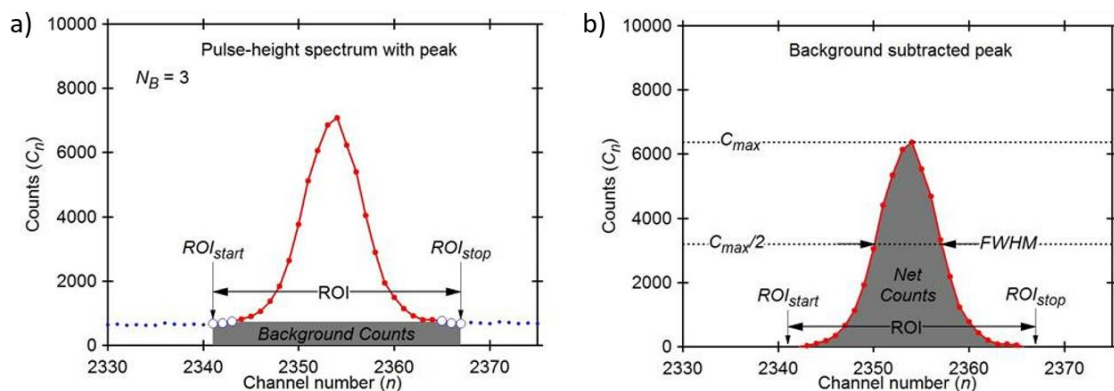 a)
Pulse-height spectrum with peak
N_B = 3
10000
8000
6000
4000
2000
0
Counts (C_n)
ROI_start
ROI_stop
ROI
Background Counts
2330 2340 2350 2360 2370
Channel number (n)
b)
Background subtracted peak
10000
8000
6000
4000
2000
0
Counts (C_n)
C_max
C_max/2
FWHM
Net
Counts
ROI_start
ROI_stop
ROI
2330 2340 2350 2360 2370
Channel number (n)